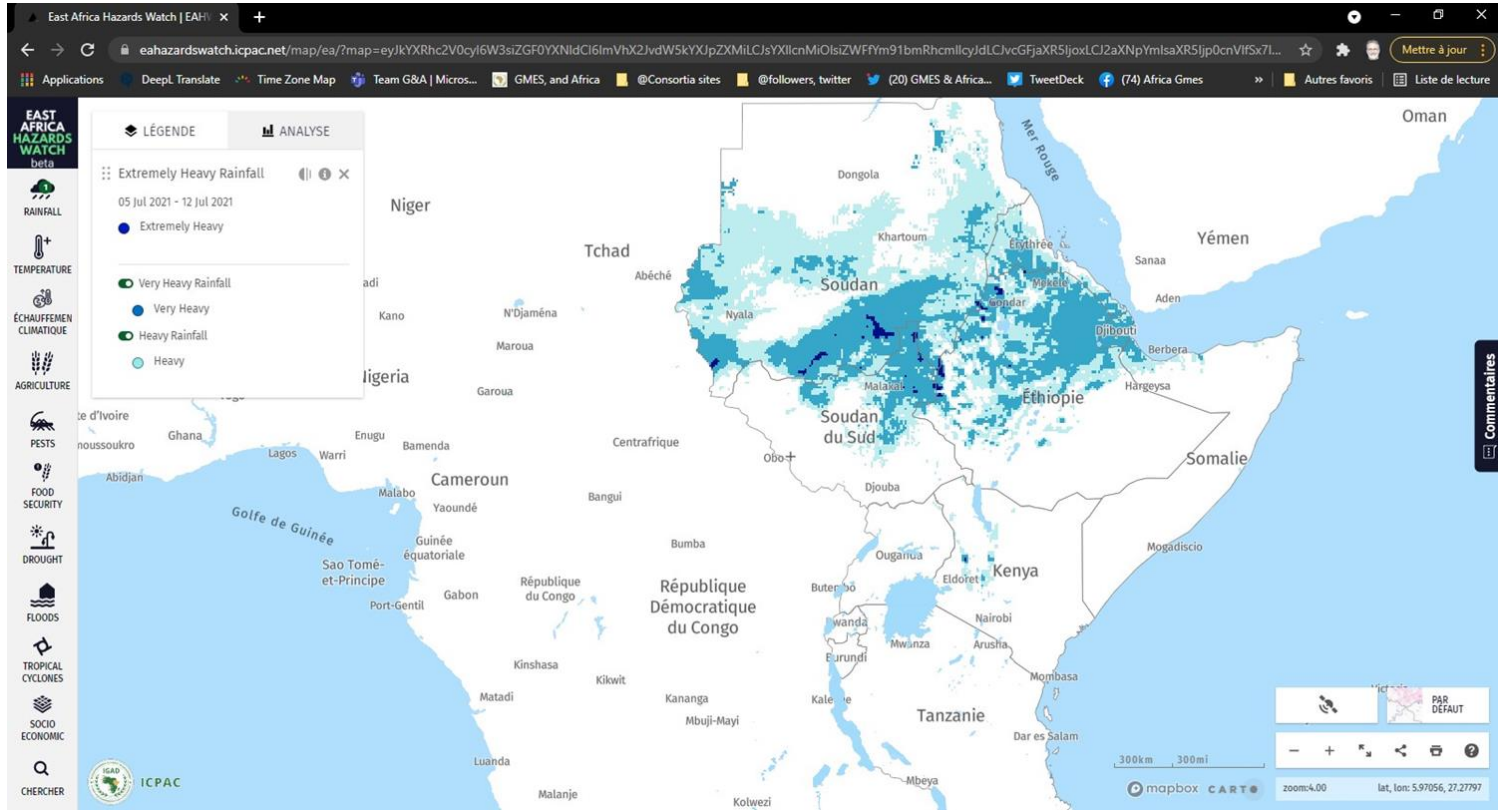 East Africa Hazards Watch | EAH
eahazardswatch.icpac.net/map/ea/?map=eyJkYXRhc2V0cyI6W3siZGF0YXNldCI6ImVhX2JvdW5kYXJpZXMiLCJsYXllcnMiOlsiZWFfYm91bmRhcmllcyJdLCJvcGFjaXR5IjoxLCJ2aXNpYmlsaXR5Ijp0cnVlfSx7I...
Mettre à jour
Applications
DeepL Translate
Time Zone Map
Team G&A | Micros...
GMES, and Africa
@Consortia sites
@followers, twitter
(20) GMES & Africa...
TweetDeck
(74) Africa Gmes
»
Autres favoris
Liste de lecture
EAST
AFRICA
HAZARDS
WATCH
beta
1
RAINFALL
TEMPERATURE
ÉCHAUFFEMEN
CLIMATIQUE
AGRICULTURE
PESTS
FOOD
SECURITY
DROUGHT
FLOODS
TROPICAL
CYCLONES
SOCIO
ECONOMIC
CHERCHER
LÉGENDE
ANALYSE
Extremely Heavy Rainfall
05 Jul 2021 - 12 Jul 2021
Extremely Heavy
Very Heavy Rainfall
Very Heavy
Heavy Rainfall
Heavy
Oman
Mer Rouge
Dongola
Niger
Yémen
Khartoum
Érythrée
Tchad
Sanaa
Abéché
Soudan
Mekele
adi
Aden
Kano
N'Djaména
Nyala
Gondar
Djibouti
Maroua
Berbera
ligeria
Malakal
Hargeysa
Garoua
Éthiopie
te d'Ivoire
Soudan
du Sud
moussoukro
Ghana
Enugu
Bamenda
Centrafrique
Lagos
Warri
Obo
Somalie
Abidjan
Cameroun
Djouba
Malabo
Bangui
Yaoundé
Golfe de Guinée
Guinée
équatoriale
Bumba
Ouganda
Mogadiscio
Sao Tomé-
et-Principe
République
du Congo
Eldoret
Kenya
Gabon
République
Démocratique
du Congo
Port-Gentil
Nairobi
Mwanza
Arusha
Burundi
Kinshasa
Kikwit
Mombasa
Matadi
Kananga
Mbuji-Mayi
Tanzanie
Dar es Salam
Luanda
Mbeya
Malanje
Kolwezi
Commentaires
PAR
DÉFAUT
300km
300mi
mapbox
CARTO
zoom:4.00
lat, lon: 5.97056, 27.27797
IGAD
ICPAC